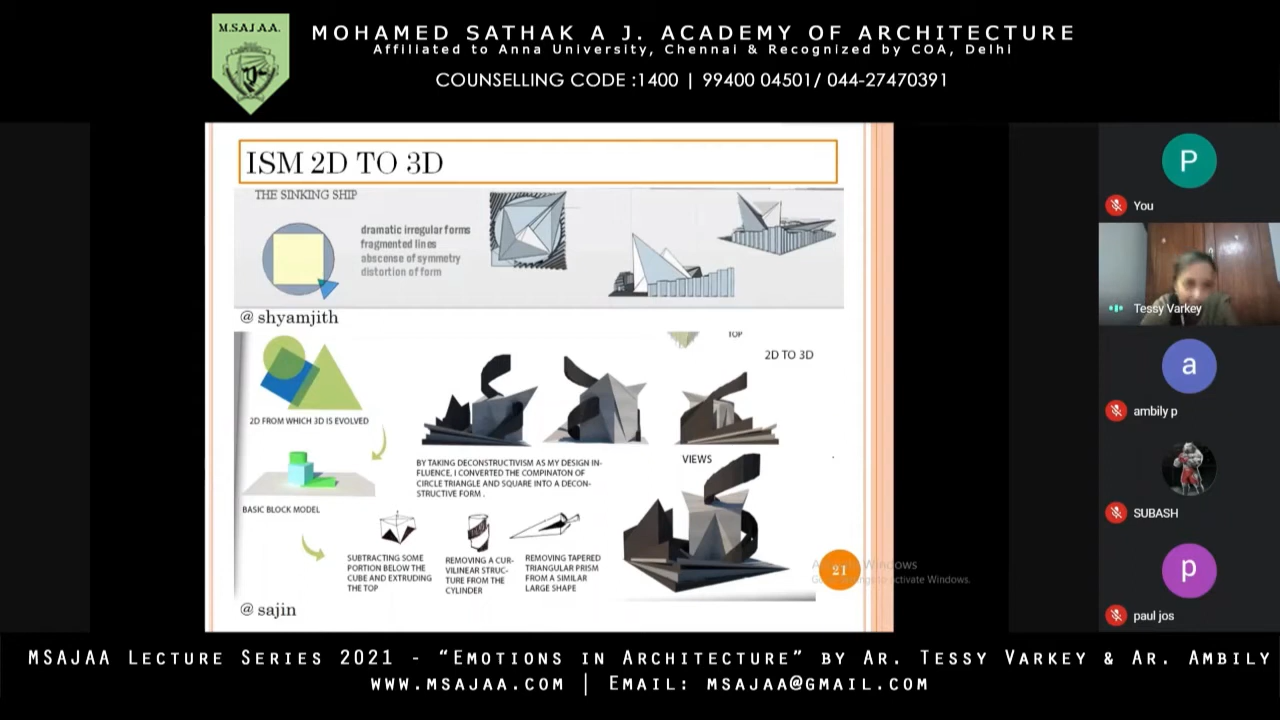 M.SAJAA.
MOHAMED SATHAK A J. ACADEMY OF ARCHITECTURE
Affiliated to Anna University, Chennai & Recognized by COA, Delhi
COUNSELLING CODE :1400 | 99400 04501/ 044-27470391
ISM 2D TO 3D
THE SINKING SHIP
dramatic irregular forms
fragmented lines
abscense of symmetry
distortion of form
@ shyamjith
TOP
2D TO 3D
2D FROM WHICH 3D IS EVOLVED
BASIC BLOCK MODEL
BY TAKING DECONSTRUCTIVISM AS MY DESIGN IN-
FLUENCE, I CONVERTED THE COMPINATON OF
CIRCLE TRIANGLE AND SQUARE INTO A DECON-
STRUCTIVE FORM .
VIEWS
SUBTRACTING SOME
PORTION BELOW THE
CUBE AND EXTRUDING
THE TOP
REMOVING A CUR-
VILINEAR STRUC-
TURE FROM THE
CYLINDER
REMOVING TAPERED
TRIANGULAR PRISM
FROM A SIMILAR
LARGE SHAPE
@ sajin
21
P
You
Tessy Varkey
a
ambily p
SUBASH
p
paul jos
MSAJAA Lecture Series 2021 - “Emotions in Architecture” by Ar. Tessy Varkey & Ar. Ambily
www.msajaa.com | Email: msajaa@gmail.com